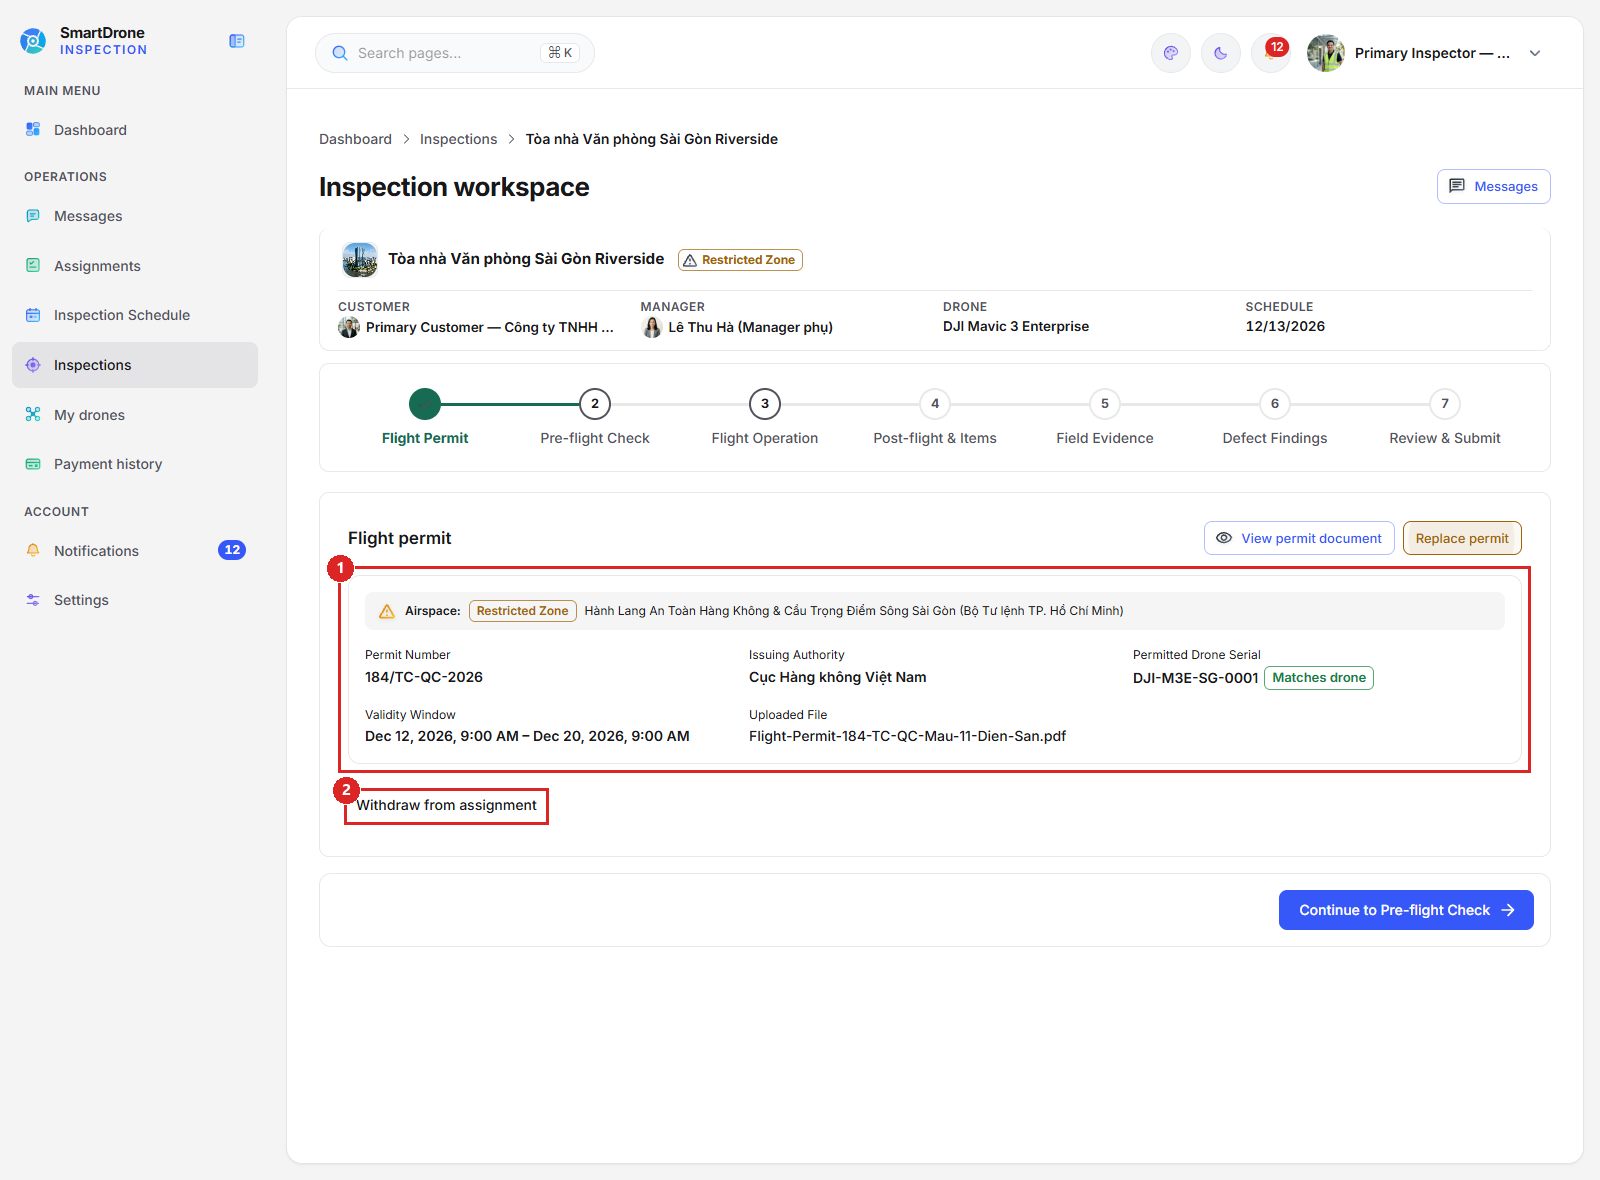 SmartDrone
INSPECTION
MAIN MENU
Dashboard
OPERATIONS
Messages
Assignments
Inspection Schedule
Inspections
My drones
Payment history
ACCOUNT
Notifications 12
Settings
Search pages... ⌘ K
12
Primary Inspector — ...
Dashboard > Inspections > Tòa nhà Văn phòng Sài Gòn Riverside
Inspection workspace
Messages
Tòa nhà Văn phòng Sài Gòn Riverside Restricted Zone
CUSTOMER MANAGER DRONE SCHEDULE
Primary Customer — Công ty TNHH ... Lê Thu Hà (Manager phụ) DJI Mavic 3 Enterprise 12/13/2026
2 3 4 5 6 7
Flight Permit Pre-flight Check Flight Operation Post-flight & Items Field Evidence Defect Findings Review & Submit
Flight permit View permit document Replace permit
1
Airspace: Restricted Zone Hành Lang An Toàn Hàng Không & Cầu Trọng Điểm Sông Sài Gòn (Bộ Tư lệnh TP. Hồ Chí Minh)
Permit Number Issuing Authority Permitted Drone Serial
184/TC-QC-2026 Cục Hàng không Việt Nam DJI-M3E-SG-0001 Matches drone
Validity Window Uploaded File
Dec 12, 2026, 9:00 AM – Dec 20, 2026, 9:00 AM Flight-Permit-184-TC-QC-Mau-11-Dien-San.pdf
2
Withdraw from assignment
Continue to Pre-flight Check →